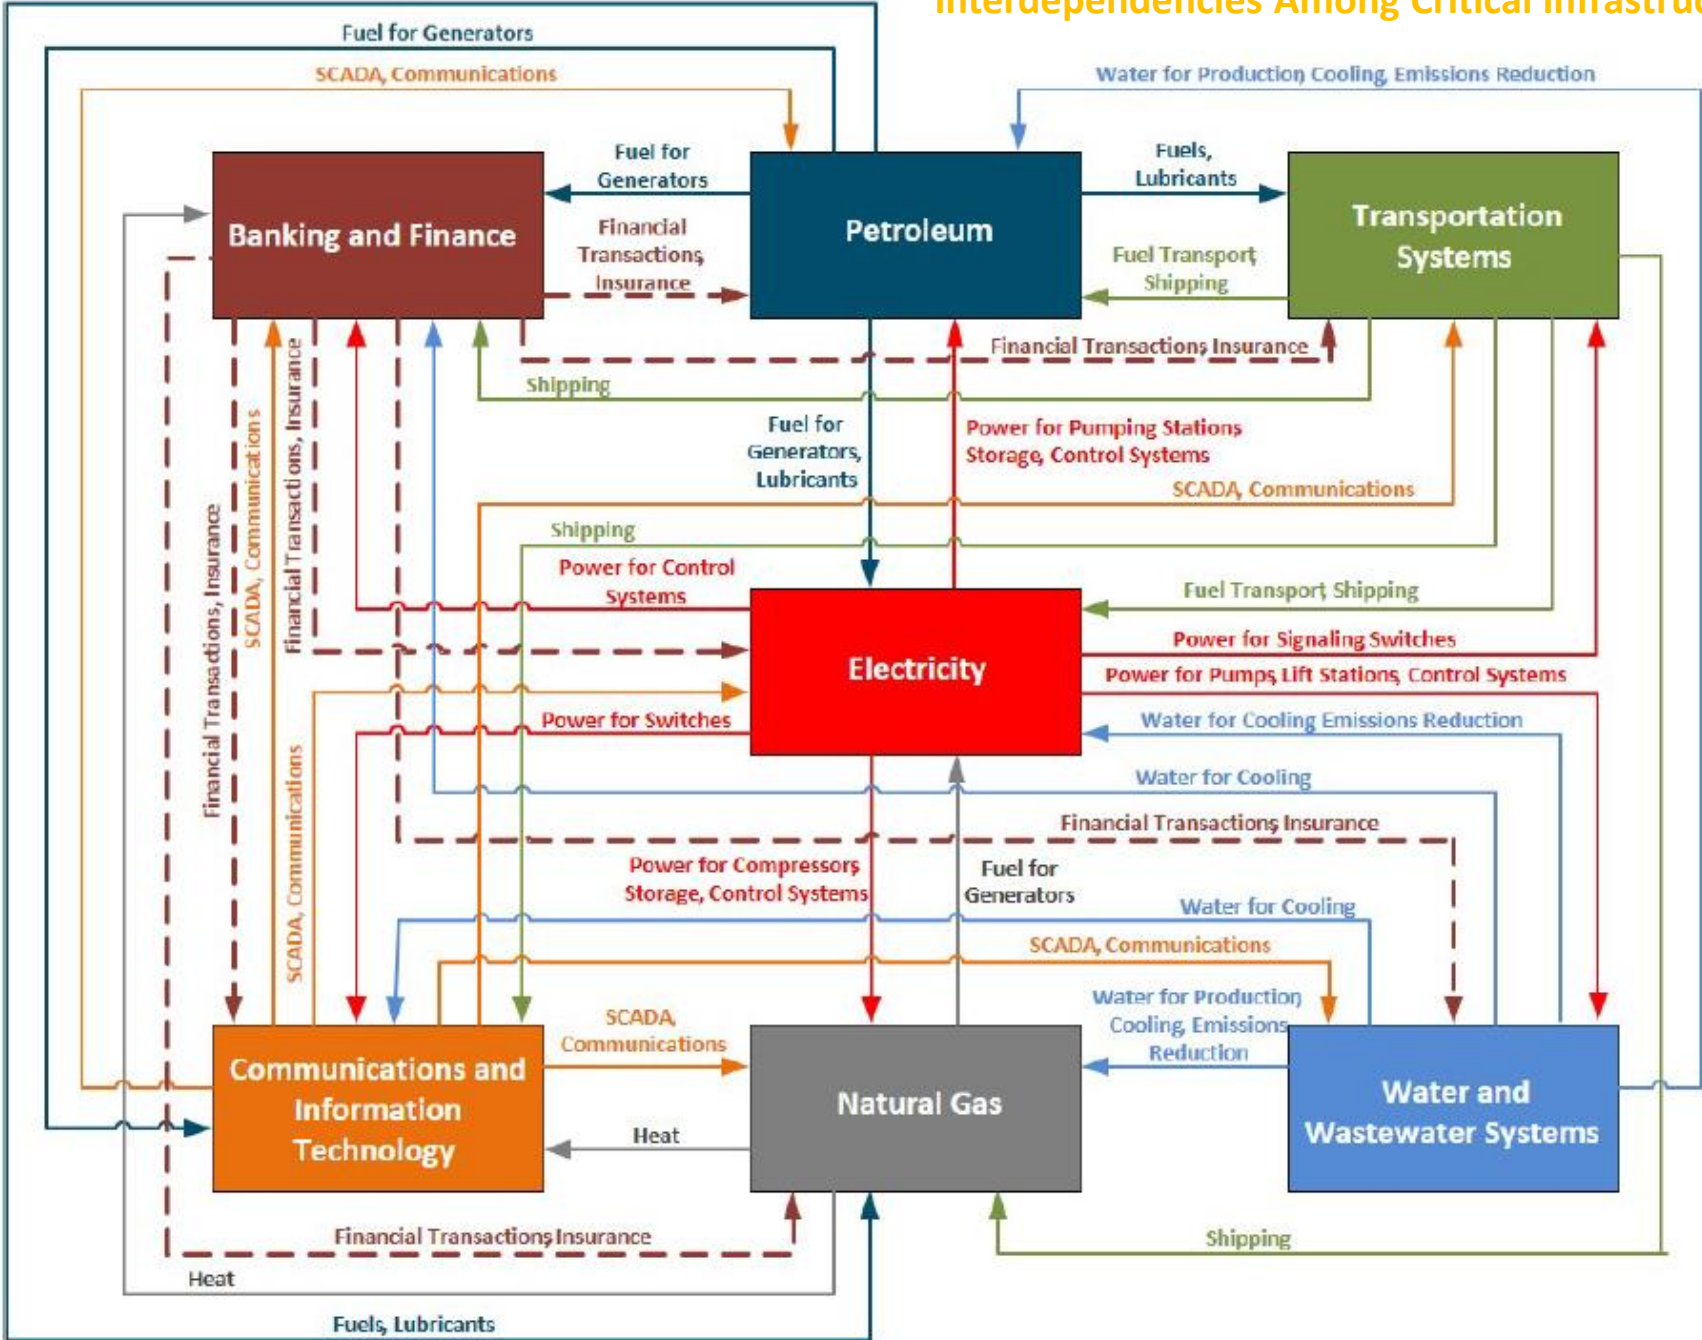 Interdependencies Among Critical Infrastruc
Fuel for Generators
SCADA, Communications
Water for Production, Cooling, Emissions Reduction
Fuel for
Generators
Fuels,
Lubricants
Banking and Finance
Petroleum
Transportation
Systems
Financial
Transactions,
Insurance
Fuel Transport,
Shipping
Financial Transactions, Insurance
Shipping
Fuel for
Generators,
Lubricants
Power for Pumping Stations,
Storage, Control Systems
SCADA, Communications
Financial Transactions, Insurance
SCADA, Communications
Financial Transactions, Insurance
Shipping
Power for Control
Systems
Fuel Transport, Shipping
Power for Signaling, Switches
Electricity
Power for Pumps, Lift Stations, Control Systems
Power for Switches
Water for Cooling, Emissions Reduction
SCADA, Communications
Water for Cooling
Financial Transactions, Insurance
Power for Compressors,
Storage, Control Systems
Fuel for
Generators
Water for Cooling
SCADA, Communications
SCADA,
Communications
Water for Production,
Cooling, Emissions
Reduction
Communications and
Information
Technology
Natural Gas
Water and
Wastewater Systems
Heat
Financial Transactions, Insurance
Shipping
Heat
Fuels, Lubricants